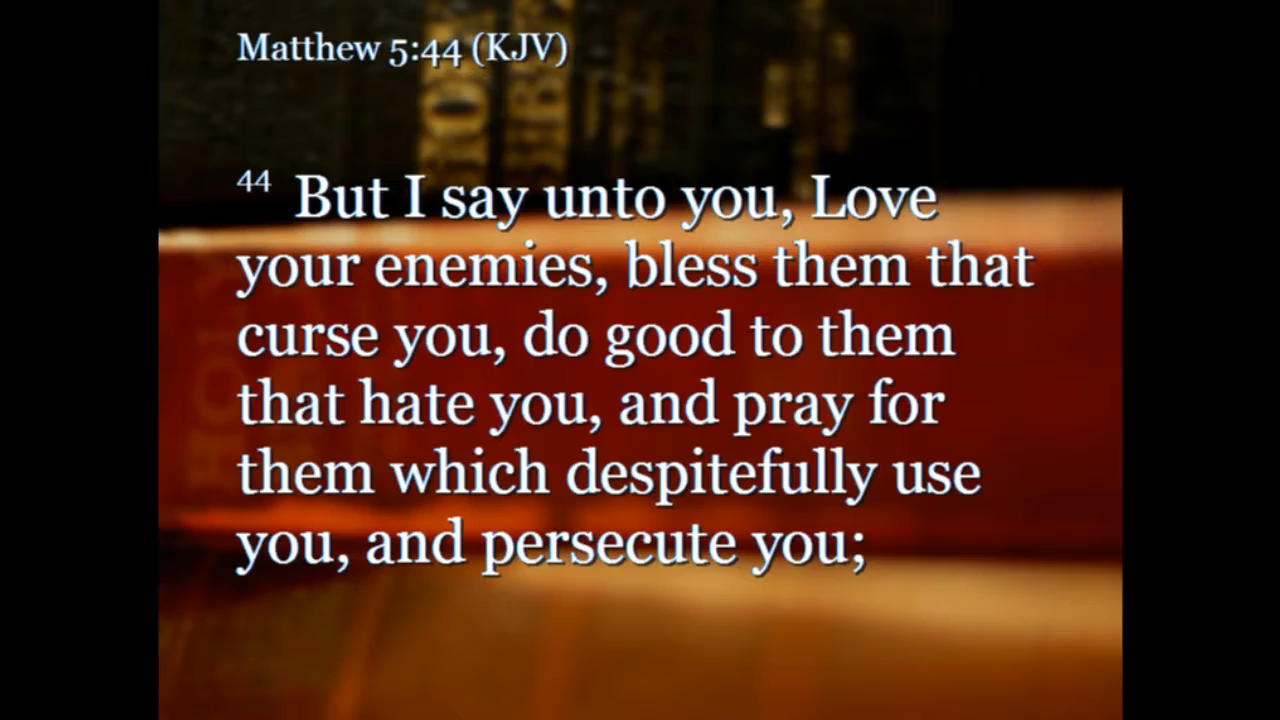 Matthew 5:44 (KJV)
44 But I say unto you, Love
your enemies, bless them that
curse you, do good to them
that hate you, and pray for
them which despitefully use
you, and persecute you;
HOLY